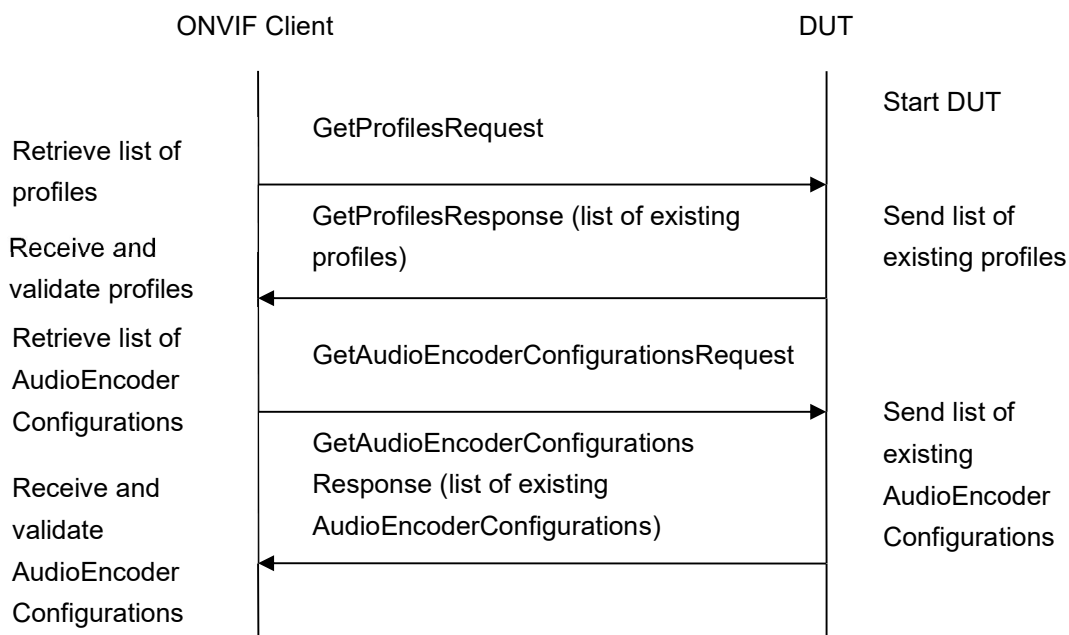 ONVIF Client
DUT
Start DUT
GetProfilesRequest
Retrieve list of
profiles
GetProfilesResponse (list of existing
profiles)
Send list of
existing profiles
Receive and
validate profiles
Retrieve list of
AudioEncoder
Configurations
GetAudioEncoderConfigurationsRequest
Send list of
existing
AudioEncoder
Configurations
GetAudioEncoderConfigurations
Response (list of existing
AudioEncoderConfigurations)
Receive and
validate
AudioEncoder
Configurations